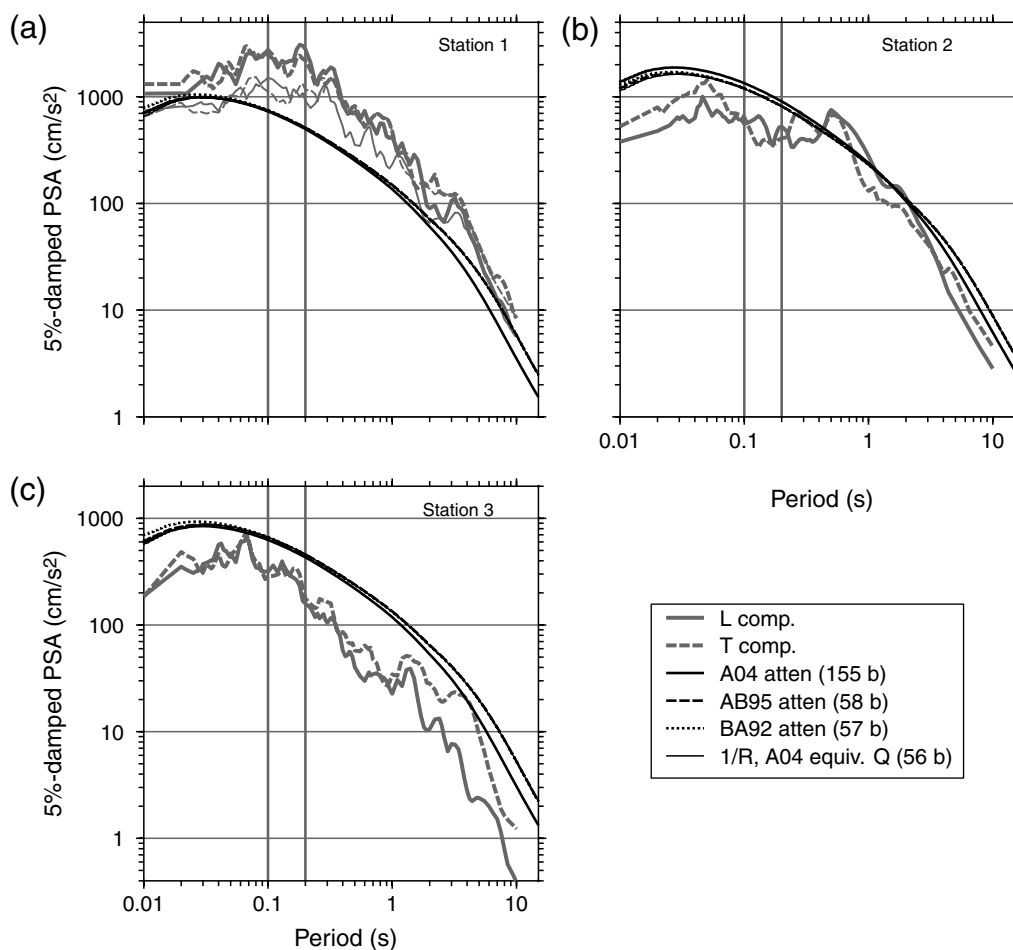 (a)
Station 1
5%-damped PSA (cm/s²)
1000
100
10
1
(b)
Station 2
0.01
0.1
1
10
Period (s)
(c)
Station 3
5%-damped PSA (cm/s²)
1000
100
10
1
0.01
0.1
1
10
Period (s)
L comp.
T comp.
A04 atten (155 b)
AB95 atten (58 b)
BA92 atten (57 b)
1/R, A04 equiv. Q (56 b)